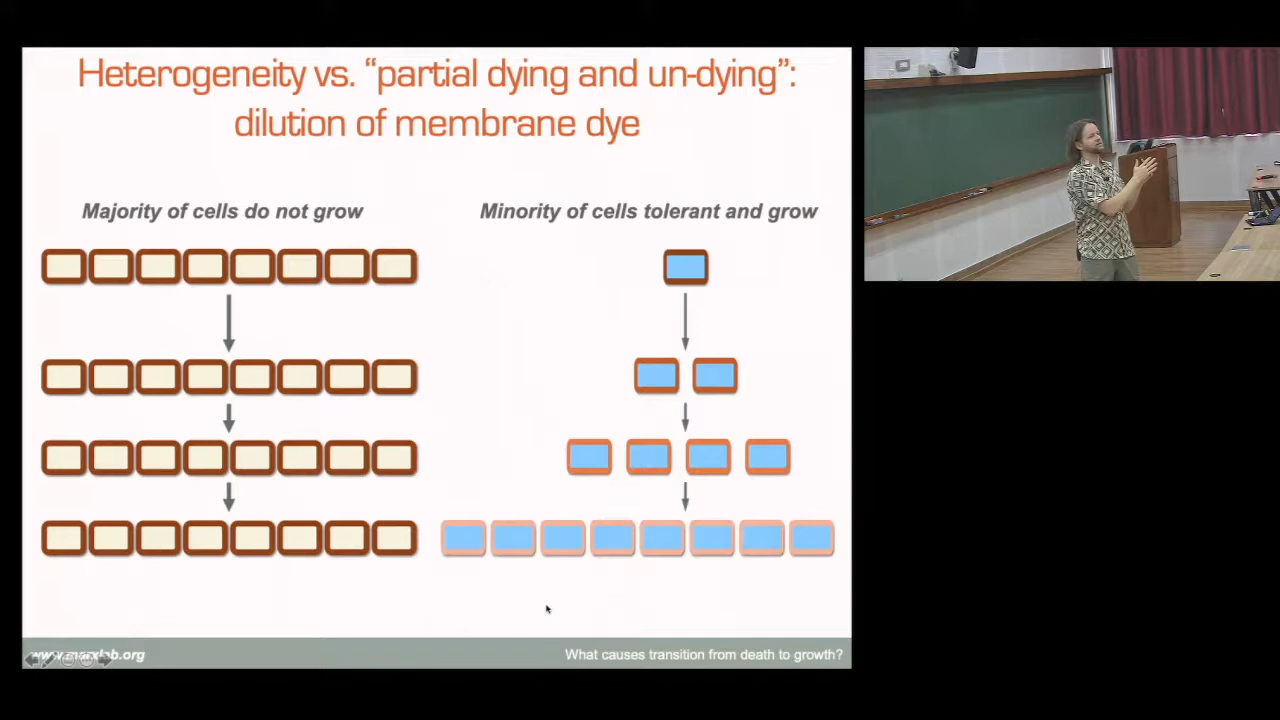 Heterogeneity vs. “partial dying and un-dying”:
dilution of membrane dye
Majority of cells do not grow
Minority of cells tolerant and grow
www.marxlab.org
What causes transition from death to growth?